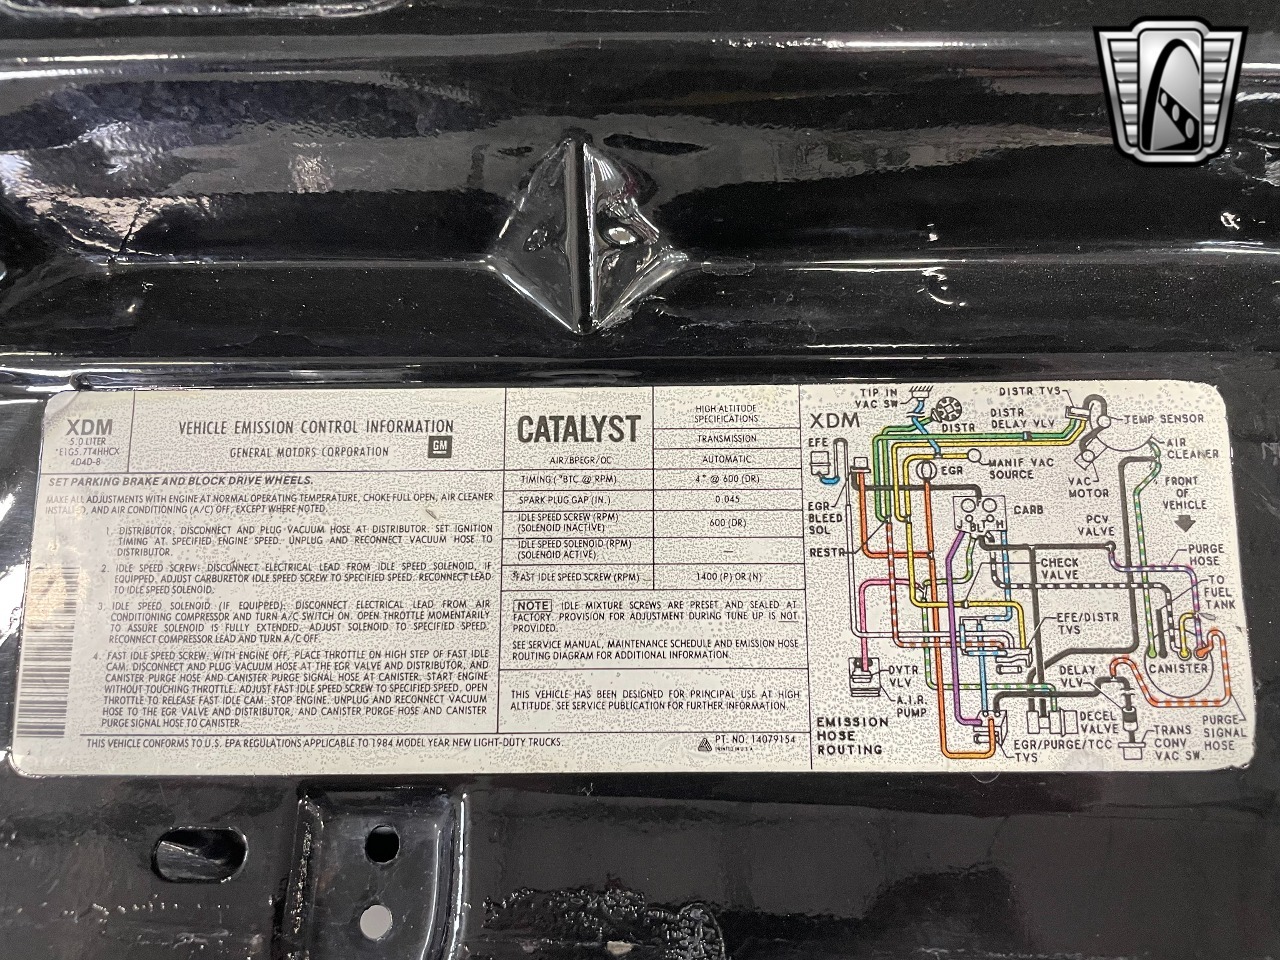 XDM
5.0 LITER
*E1G5.7T4HHCX
4D4D-8
VEHICLE EMISSION CONTROL INFORMATION
GENERAL MOTORS CORPORATION
GM
SET PARKING BRAKE AND BLOCK DRIVE WHEELS.
MAKE ALL ADJUSTMENTS WITH ENGINE AT NORMAL OPERATING TEMPERATURE, CHOKE FULL OPEN, AIR CLEANER
INSTALLED, AND AIR CONDITIONING (A/C) OFF, EXCEPT WHERE NOTED.
1. DISTRIBUTOR; DISCONNECT AND PLUG VACUUM HOSE AT DISTRIBUTOR. SET IGNITION
TIMING AT SPECIFIED ENGINE SPEED. UNPLUG AND RECONNECT VACUUM HOSE TO
DISTRIBUTOR.
2. IDLE SPEED SCREW; DISCONNECT ELECTRICAL LEAD FROM IDLE SPEED SOLENOID, IF
EQUIPPED. ADJUST CARBURETOR IDLE SPEED SCREW TO SPECIFIED SPEED. RECONNECT LEAD
TO IDLE SPEED SOLENOID.
3. IDLE SPEED SOLENOID (IF EQUIPPED); DISCONNECT ELECTRICAL LEAD FROM AIR
CONDITIONING COMPRESSOR AND TURN A/C SWITCH ON. OPEN THROTTLE MOMENTARILY
TO ASSURE SOLENOID IS FULLY EXTENDED. ADJUST SOLENOID TO SPECIFIED SPEED.
RECONNECT COMPRESSOR LEAD AND TURN A/C OFF.
4. FAST IDLE SPEED SCREW; WITH ENGINE OFF, PLACE THROTTLE ON HIGH STEP OF FAST IDLE
CAM. DISCONNECT AND PLUG VACUUM HOSE AT THE EGR VALVE AND DISTRIBUTOR, AND
CANISTER PURGE HOSE AND CANISTER PURGE SIGNAL HOSE AT CANISTER. START ENGINE
WITHOUT TOUCHING THROTTLE. ADJUST FAST IDLE SPEED SCREW TO SPECIFIED SPEED. OPEN
THROTTLE TO RELEASE FAST IDLE CAM. STOP ENGINE. UNPLUG AND RECONNECT VACUUM
HOSE TO THE EGR VALVE AND DISTRIBUTOR, AND CANISTER PURGE HOSE AND CANISTER
PURGE SIGNAL HOSE TO CANISTER.
THIS VEHICLE CONFORMS TO U.S. EPA REGULATIONS APPLICABLE TO 1984 MODEL YEAR NEW LIGHT-DUTY TRUCKS.
CATALYST
AIR/BPEGR/OC
HIGH ALTITUDE
SPECIFICATIONS
TRANSMISSION
AUTOMATIC
TIMING (°BTC @ RPM) 4° @ 600 (DR)
SPARK PLUG GAP (IN.) 0.045
IDLE SPEED SCREW (RPM)
(SOLENOID INACTIVE) 600 (DR)
IDLE SPEED SOLENOID (RPM)
(SOLENOID ACTIVE) —
FAST IDLE SPEED SCREW (RPM) 1400 (P) OR (N)
NOTE IDLE MIXTURE SCREWS ARE PRESET AND SEALED AT
FACTORY. PROVISION FOR ADJUSTMENT DURING TUNE UP IS NOT
PROVIDED.
SEE SERVICE MANUAL, MAINTENANCE SCHEDULE AND EMISSION HOSE
ROUTING DIAGRAM FOR ADDITIONAL INFORMATION.
THIS VEHICLE HAS BEEN DESIGNED FOR PRINCIPAL USE AT HIGH
ALTITUDE. SEE SERVICE PUBLICATION FOR FURTHER INFORMATION.
PT. NO. 14079154
PRINTED IN U.S.A.
TIP IN
VAC SW
DISTR TVS
XDM
DISTR
DISTR
DELAY VLV
TEMP SENSOR
EFE
AIR
CLEANER
EGR
MANIF VAC
SOURCE
VAC
MOTOR
FRONT
OF
VEHICLE
EGR
BLEED
SOL
CARB
J BLT H
PCV
VALVE
RESTR
CHECK
VALVE
PURGE
HOSE
TO
FUEL
TANK
EFE/DISTR
TVS
DVTR
VLV
DELAY
VLV
CANISTER
A.I.R.
PUMP
EMISSION
HOSE
ROUTING
DECEL
VALVE
EGR/PURGE/TCC
TVS
TRANS
CONV
VAC SW.
PURGE
SIGNAL
HOSE